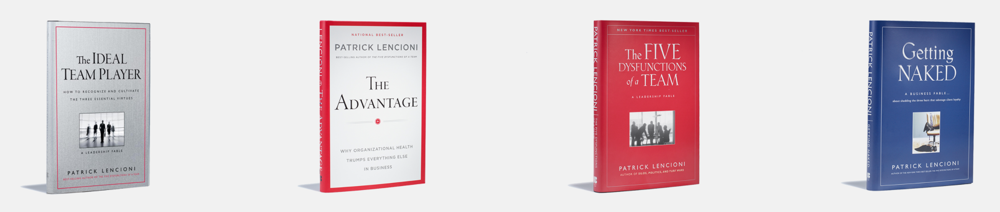 The IDEAL
TEAM PLAYER
HOW TO RECOGNIZE AND CULTIVATE
THE THREE ESSENTIAL VIRTUES
A LEADERSHIP FABLE
PATRICK LENCIONI
BEST-SELLING AUTHOR OF THE FIVE DYSFUNCTIONS OF A TEAM
LENCIONI THE ADVANTAGE
NATIONAL BEST-SELLER
PATRICK LENCIONI
BEST-SELLING AUTHOR OF THE FIVE DYSFUNCTIONS OF A TEAM
THE
ADVANTAGE
WHY ORGANIZATIONAL HEALTH
TRUMPS EVERYTHING ELSE
IN BUSINESS
PATRICK LENCIONI | THE FIVE DYSFUNCTIONS
NEW YORK TIMES BEST-SELLER
The FIVE
DYSFUNCTIONS
of a TEAM
A LEADERSHIP FABLE
PATRICK LENCIONI
AUTHOR OF SILOS, POLITICS, AND TURF WARS
PATRICK LENCIONI | GETTING NAKED
Getting
NAKED
A BUSINESS FABLE...
about shedding the three fears that sabotage client loyalty
PATRICK LENCIONI
AUTHOR OF THE NEW YORK TIMES BEST-SELLER THE FIVE DYSFUNCTIONS OF A TEAM